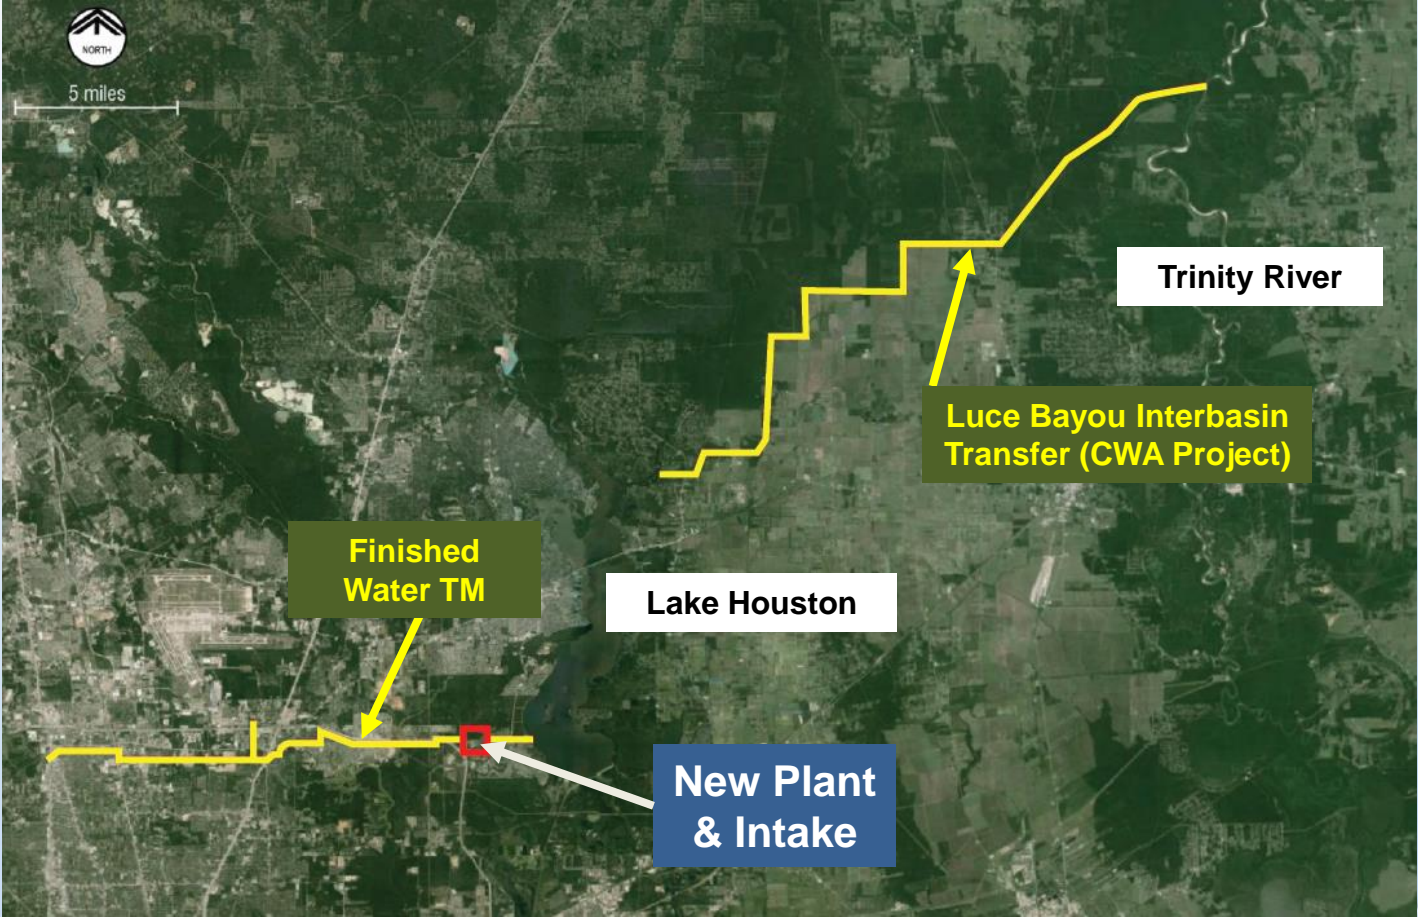 NORTH
5 miles
Trinity River
Luce Bayou Interbasin
Transfer (CWA Project)
Finished
Water TM
Lake Houston
New Plant
& Intake